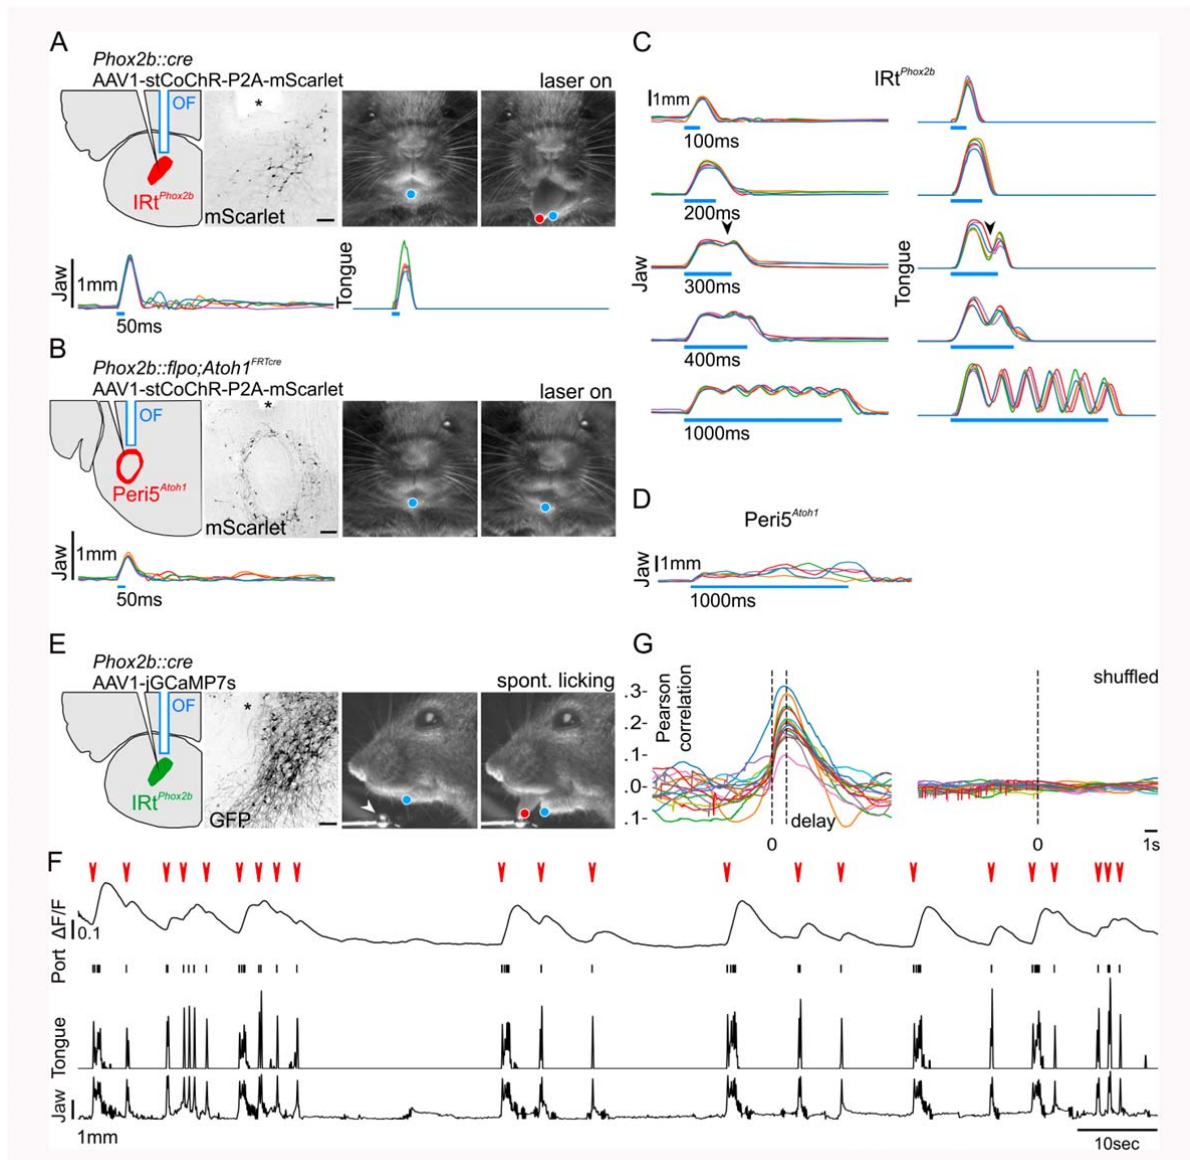 A
Phox2b::cre
AAV1-stCoChR-P2A-mScarlet
laser on
OF
*
IRtPhox2b
mScarlet
Jaw
1mm
50ms
Tongue
B
Phox2b::flpo;Atoh1FRTcre
AAV1-stCoChR-P2A-mScarlet
laser on
OF
*
Peri5Atoh1
mScarlet
Jaw
1mm
50ms
C
IRtPhox2b
1mm
100ms
200ms
300ms
400ms
1000ms
Jaw
Tongue
D
Peri5Atoh1
Jaw
1mm
1000ms
E
Phox2b::cre
AAV1-jGCaMP7s
spont. licking
OF
*
IRtPhox2b
GFP
G
Pearson
correlation
.3-
.2-
.1-
.0-
.1-
0
delay
shuffled
0
1s
F
ΔF/F
0.1
Port
Tongue
Jaw
1mm
10sec